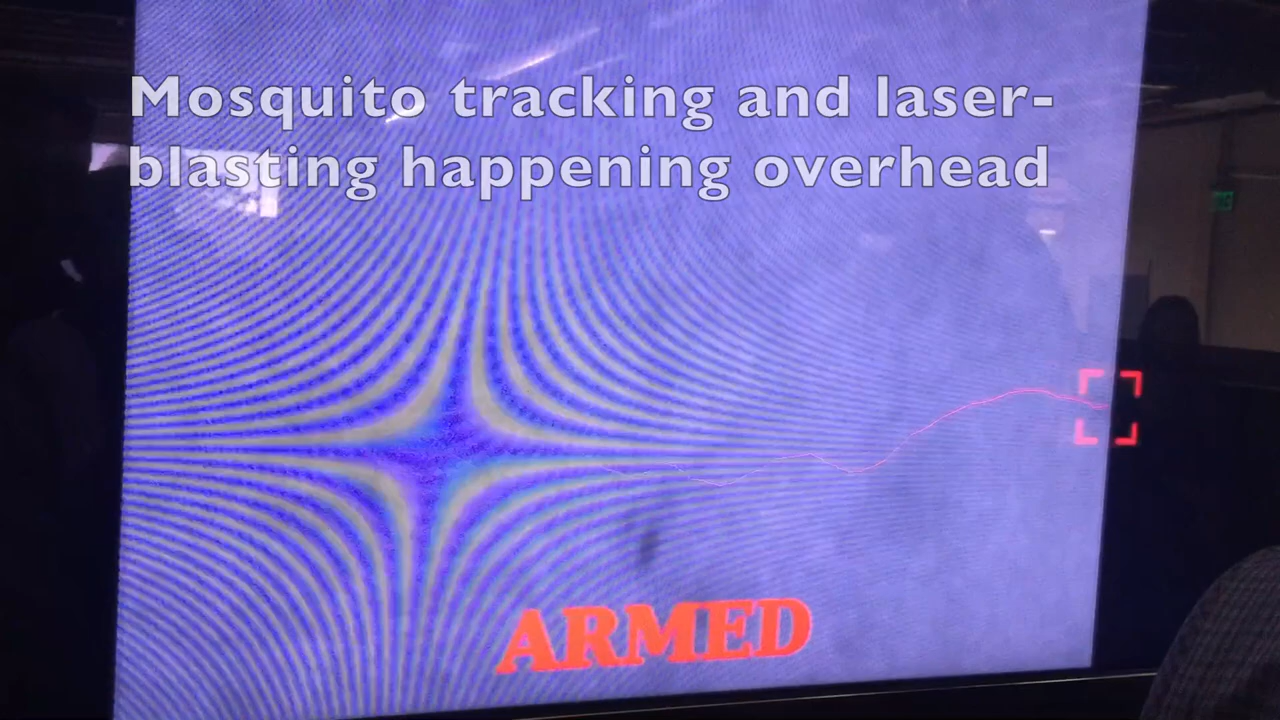 Mosquito tracking and laser-
blasting happening overhead
ARMED